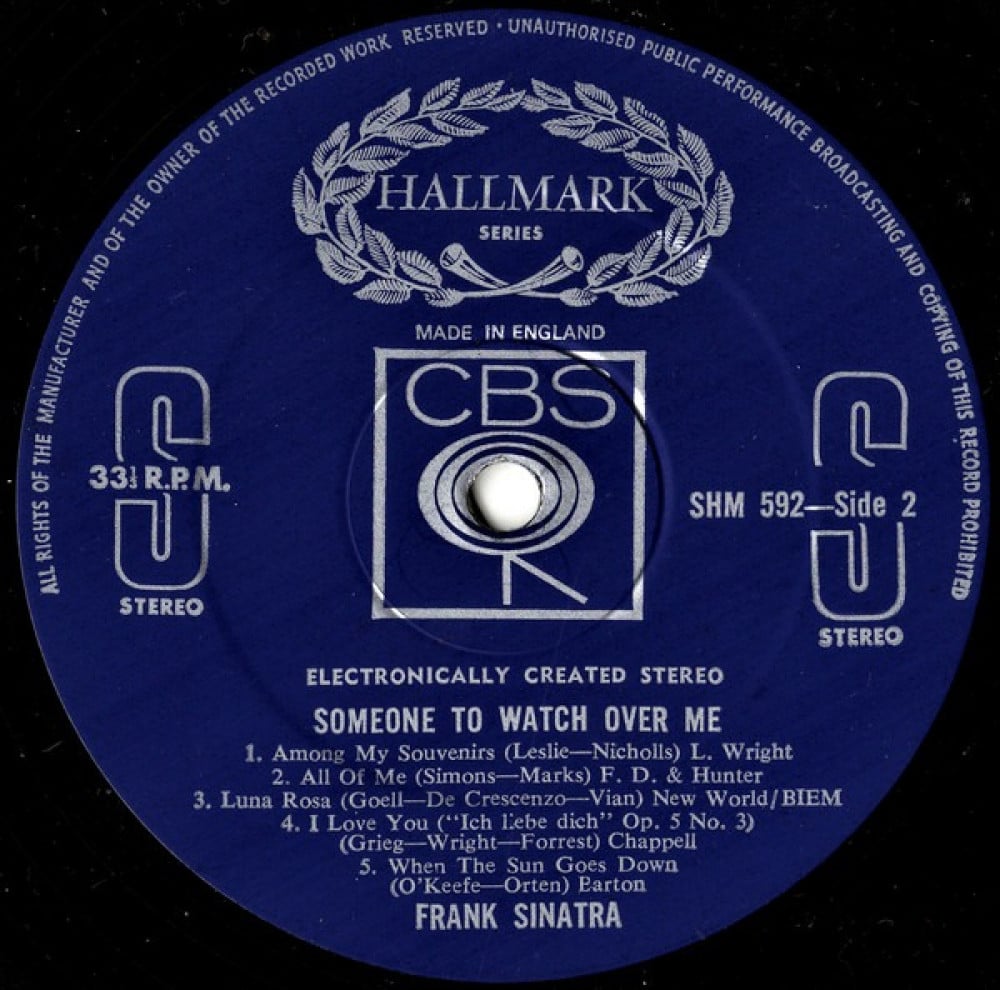 ALL RIGHTS OF THE MANUFACTURER AND OF THE OWNER OF THE RECORDED WORK RESERVED · UNAUTHORISED PUBLIC PERFORMANCE BROADCASTING AND COPYING OF THIS RECORD PROHIBITED
HALLMARK
SERIES
MADE IN ENGLAND
CBS
33⅓ R.P.M.
STEREO
SHM 592—Side 2
STEREO
ELECTRONICALLY CREATED STEREO
SOMEONE TO WATCH OVER ME
1. Among My Souvenirs (Leslie—Nicholls) L. Wright
2. All Of Me (Simons—Marks) F. D. & Hunter
3. Luna Rosa (Goell—De Crescenzo—Vian) New World/BIEM
4. I Love You ("Ich liebe dich" Op. 5 No. 3)
(Grieg—Wright—Forrest) Chappell
5. When The Sun Goes Down
(O'Keefe—Orten) Barton
FRANK SINATRA